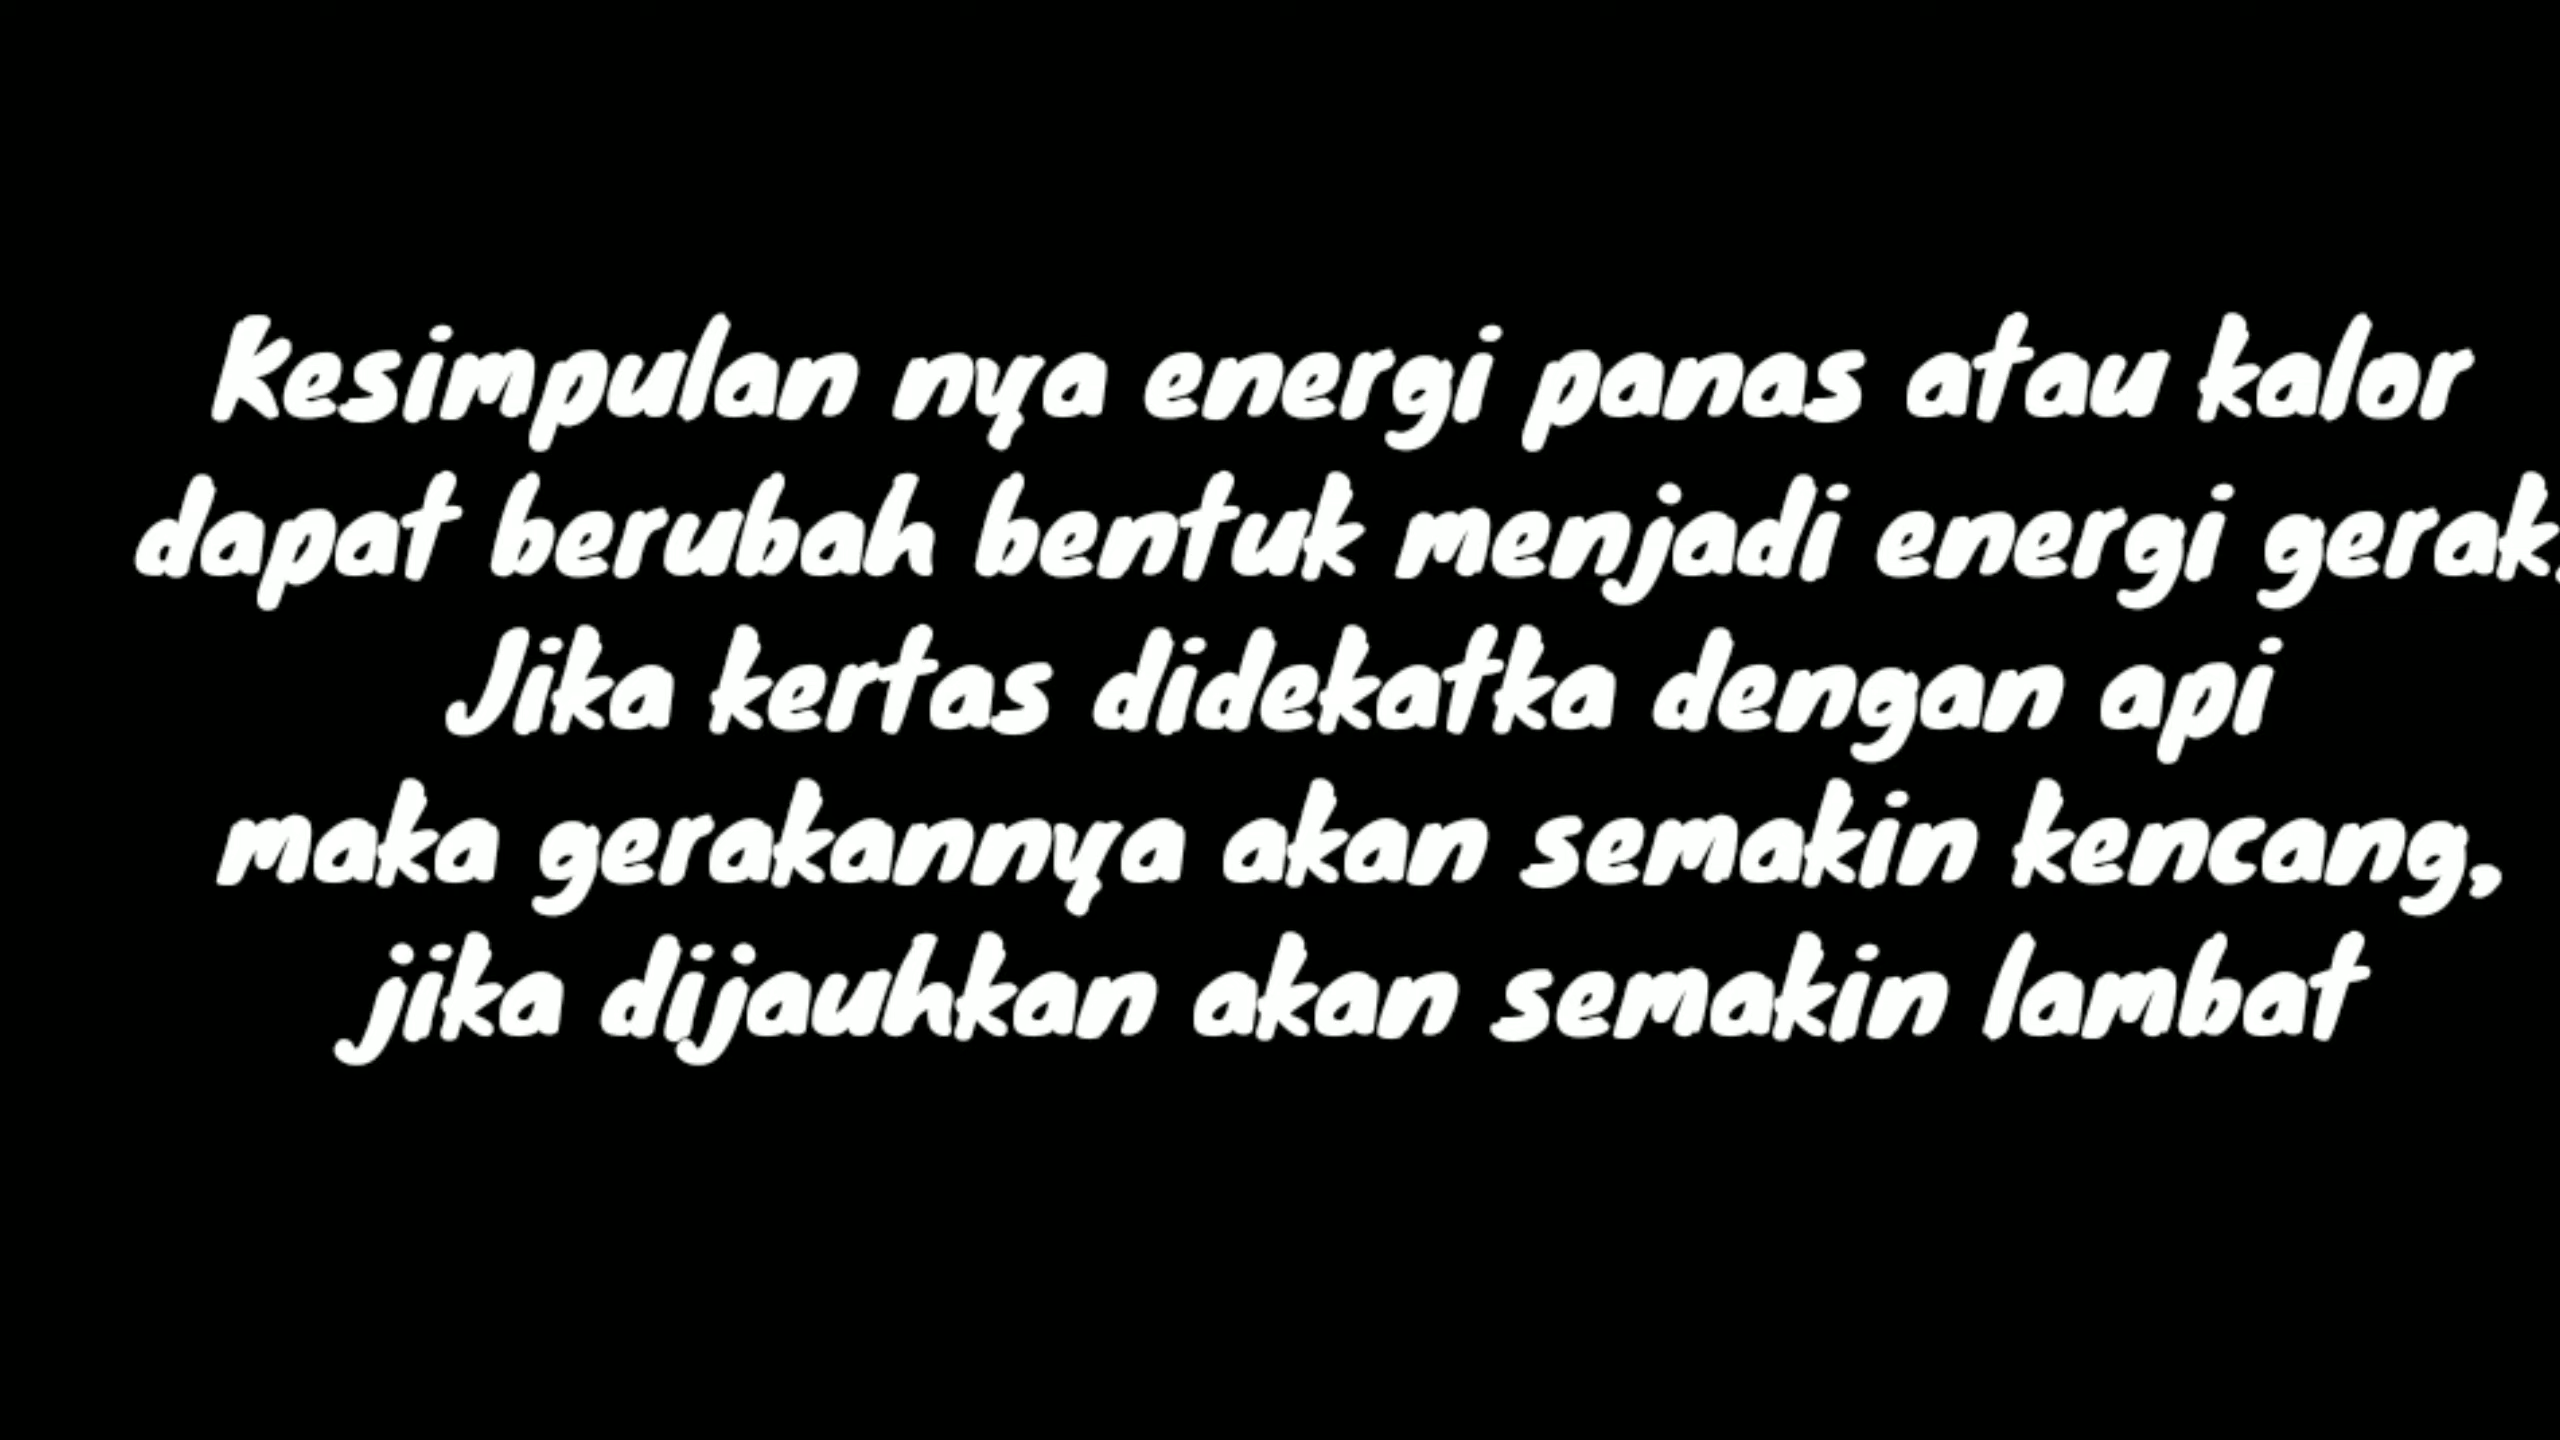 Kesimpulan nya energi panas atau kalor
dapat berubah bentuk menjadi energi gerak.
Jika kertas didekatka dengan api
maka gerakannya akan semakin kencang,
jika dijauhkan akan semakin lambat